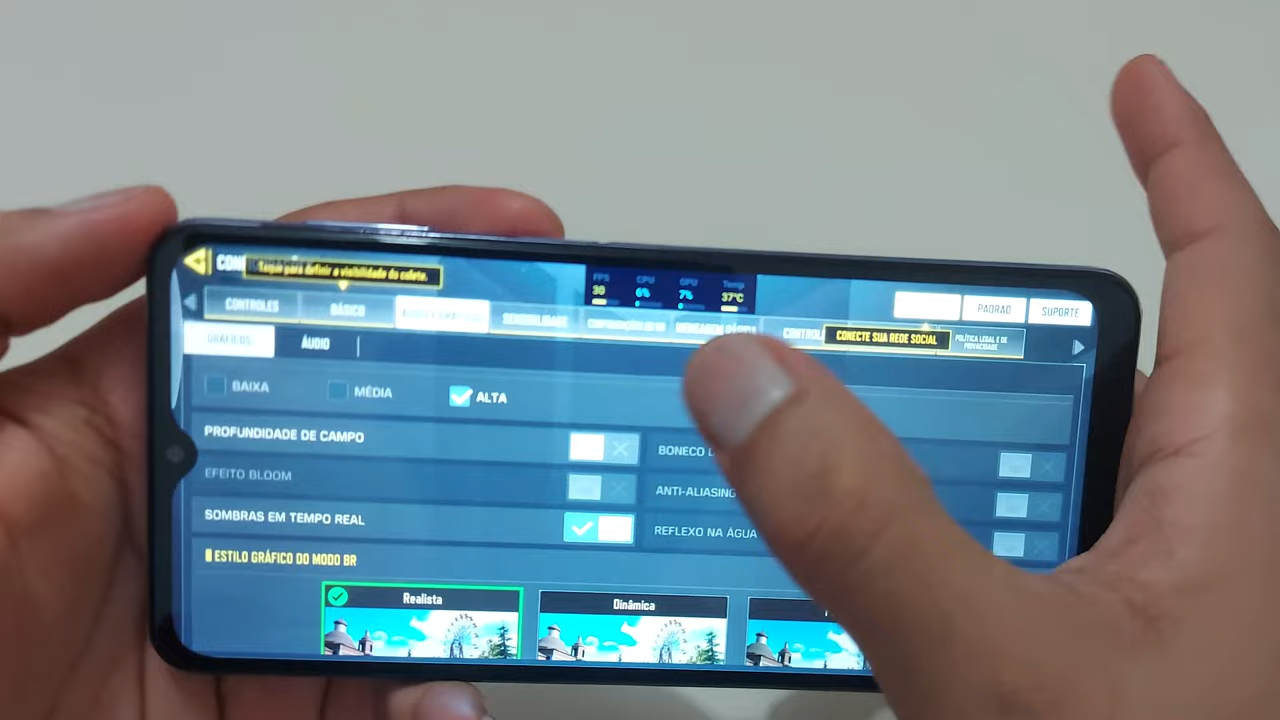 Toque para definir a visibilidade do colete.
FPS CPU GPU Temp
30 6% 7% 37°C
PADRÃO SUPORTE
CONTROLES BÁSICO SENSIBILIDADE
CONECTE SUA REDE SOCIAL
POLÍTICA LEGAL E DE
PRIVACIDADE
GRÁFICOS ÁUDIO
BAIXA MÉDIA ALTA
PROFUNDIDADE DE CAMPO BONECO
EFEITO BLOOM ANTI-ALIASING
SOMBRAS EM TEMPO REAL REFLEXO NA ÁGUA
ESTILO GRÁFICO DO MODO BR
Realista Dinâmica